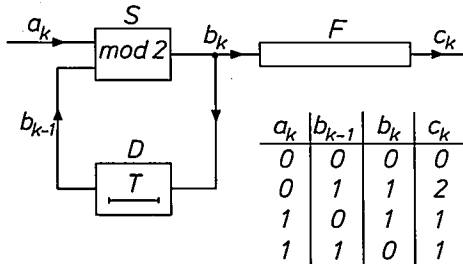 a_k S b_k F c_k
mod 2
b_{k-1}
D
T
a_k b_{k-1} b_k c_k
0 0 0 0
0 1 1 2
1 0 1 1
1 1 0 1